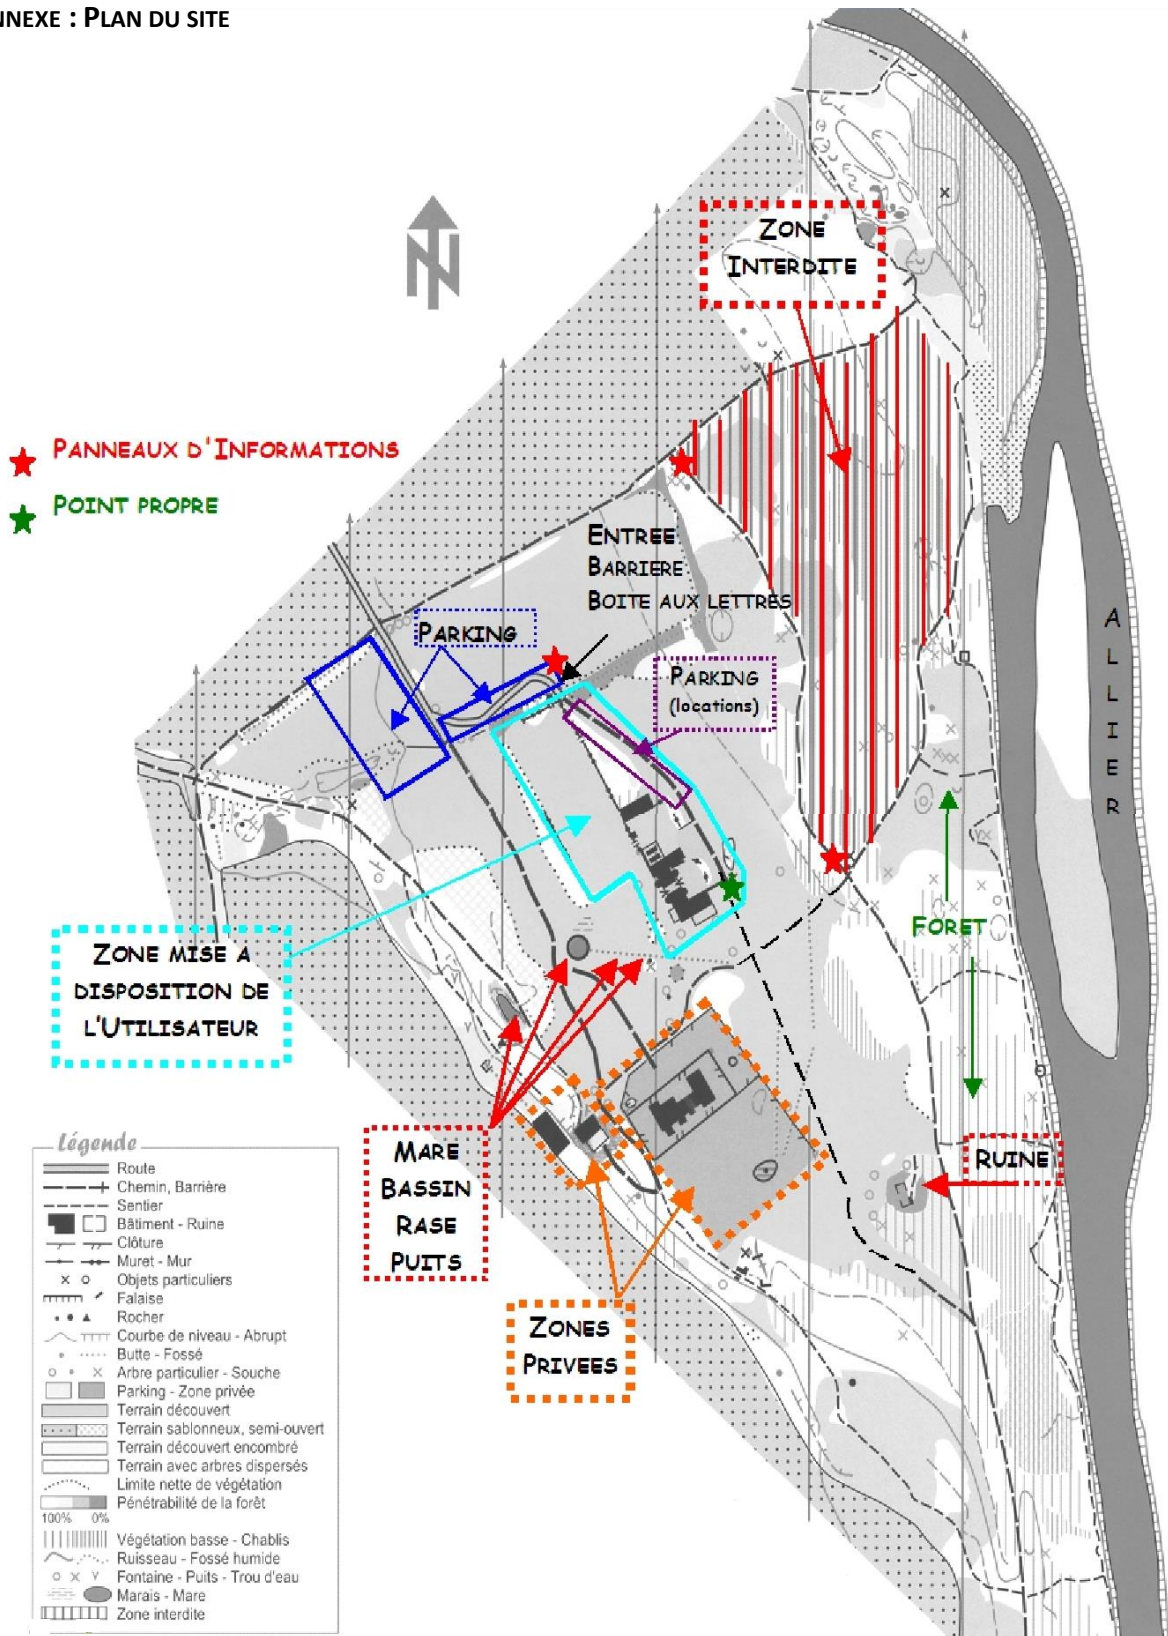 NNEXE : PLAN DU SITE
N
ZONE
INTERDITE
PANNEAUX D'INFORMATIONS
POINT PROPRE
ENTREE
BARRIERE
BOITE AUX LETTRES
PARKING
PARKING
(locations)
ALLIER
FORET
ZONE MISE A
DISPOSITION DE
L'UTILISATEUR
MARE
BASSIN
RASE
PUITS
RUINE
ZONES
PRIVEES
Légende
Route
Chemin, Barrière
Sentier
Bâtiment - Ruine
Clôture
Muret - Mur
Objets particuliers
Falaise
Rocher
Courbe de niveau - Abrupt
Butte - Fossé
Arbre particulier - Souche
Parking - Zone privée
Terrain découvert
Terrain sablonneux, semi-ouvert
Terrain découvert encombré
Terrain avec arbres dispersés
Limite nette de végétation
Pénétrabilité de la forêt
100% 0%
Végétation basse - Chablis
Ruisseau - Fossé humide
Fontaine - Puits - Trou d'eau
Marais - Mare
Zone interdite